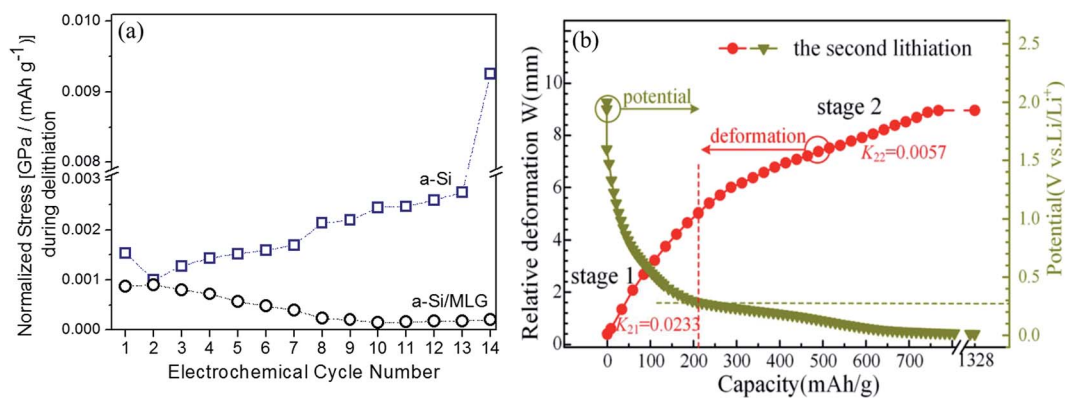 (a)
Normalized Stress [GPa / (mAh g⁻¹)]
during delithiation
0.010
0.009
0.008
0.003
0.002
0.001
0.000
a-Si
a-Si/MLG
1 2 3 4 5 6 7 8 9 10 11 12 13 14
Electrochemical Cycle Number
(b)
the second lithiation
Relative deformation W(mm)
10
8
6
4
2
0
potential
stage 2
deformation
K₂₂=0.0057
stage 1
K₂₁=0.0233
0 100 200 300 400 500 600 700 1328
Capacity(mAh/g)
2.5
2.0
1.5
1.0
0.5
0.0
Potential(V vs.Li/Li⁺)